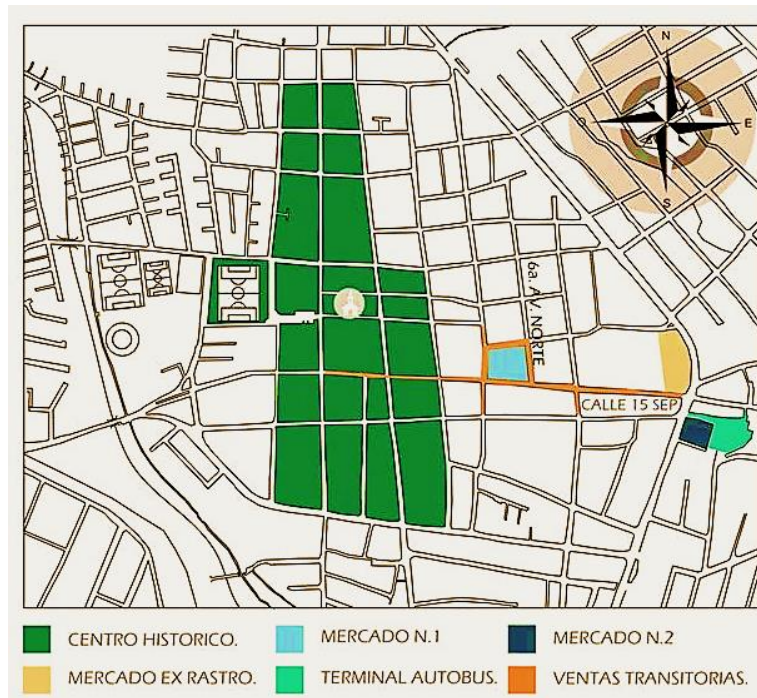 N
O
E
S
6a. AV. NORTE
CALLE 15 SEP
CENTRO HISTORICO.
MERCADO N.1
MERCADO N.2
MERCADO EX RASTRO.
TERMINAL AUTOBUS.
VENTAS TRANSITORIAS.